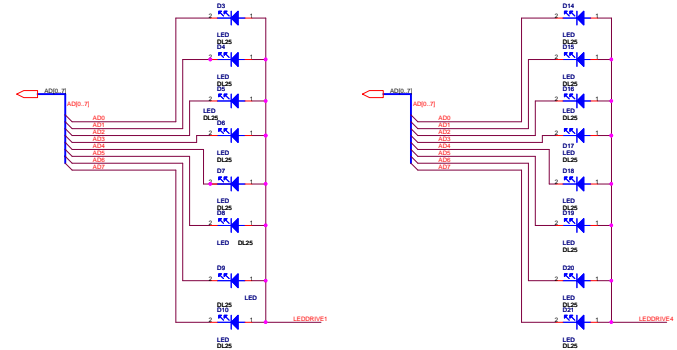 D3
2 1
LED
DL25
D4
2 1
LED
DL25
D5
2 1
LED
DL25
D6
2 1
LED
DL25
D7
2 1
LED
DL25
D8
2 1
LED DL25
D9
2 1
LED
DL25
D10
2 1
LED
DL25
AD[0..7]
AD[0..7]
AD0
AD1
AD2
AD3
AD4
AD5
AD6
AD7
LEDDRIVE1
D14
2 1
LED
DL25
D15
2 1
LED
DL25
D16
2 1
LED
DL25
2 1
D17
LED
DL25
D18
2 1
LED
DL25
D19
2 1
LED
DL25
D20
2 1
LED
DL25
D21
2 1
LED
DL25
AD[0..7]
AD[0..7]
AD0
AD1
AD2
AD3
AD4
AD5
AD6
AD7
LEDDRIVE4